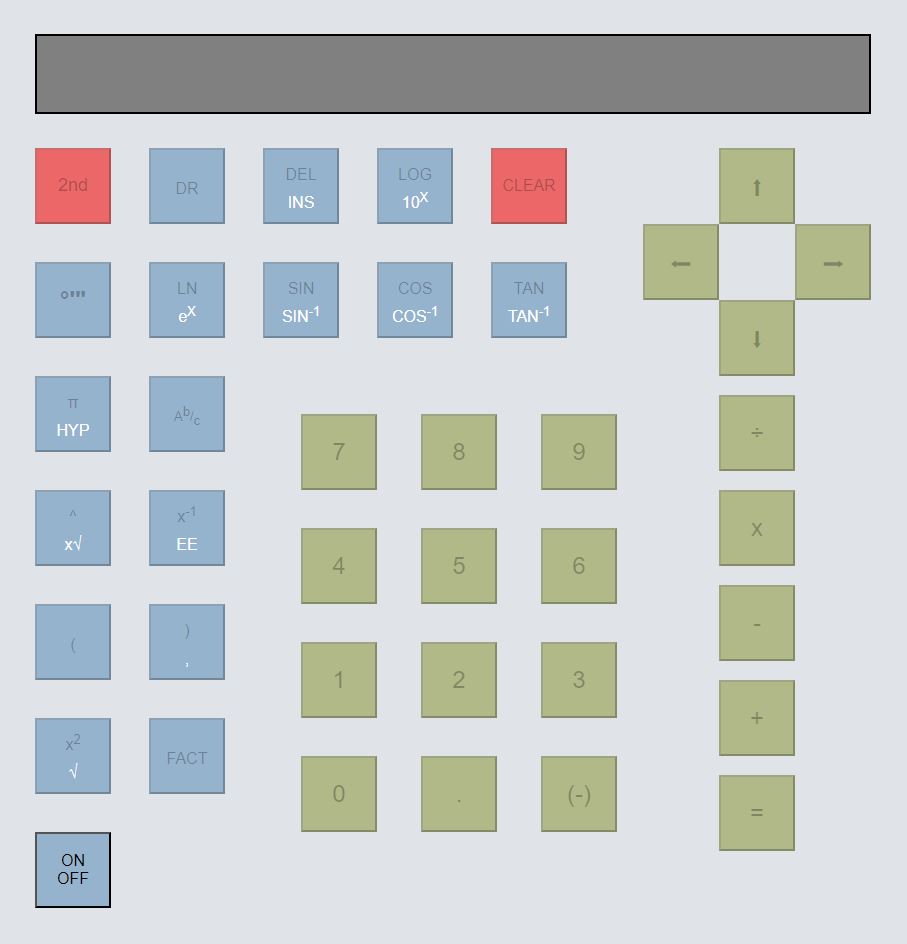 2nd DR DEL LOG CLEAR ↑
INS 10^X
← →
°''' LN SIN COS TAN
e^X SIN^-1 COS^-1 TAN^-1
↓
π A^b/c
HYP
7 8 9 ÷
^ x^-1
x√ EE
4 5 6 x
( )
,
1 2 3 -
x^2 FACT
√
0 . (-) +
=
ON
OFF